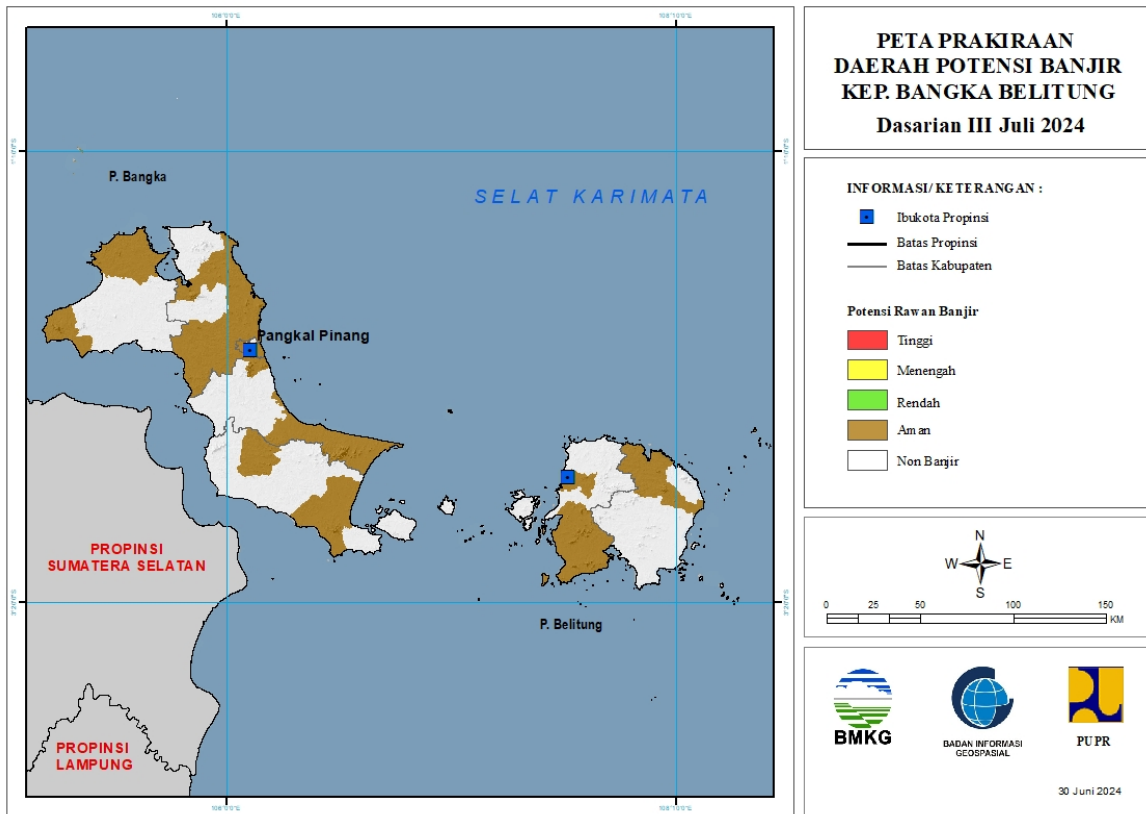 PETA PRAKIRAAN
DAERAH POTENSI BANJIR
KEP. BANGKA BELITUNG
Dasarian III Juli 2024
INFORMASI/ KETERANGAN :
Ibukota Propinsi
Batas Propinsi
Batas Kabupaten
Potensi Rawan Banjir
Tinggi
Menengah
Rendah
Aman
Non Banjir
N
W E
S
0 25 50 100 150
KM
BMKG
BADAN INFORMASI
GEOSPASIAL
PUPR
30 Juni 2024
P. Bangka
SELAT KARIMATA
Pangkal Pinang
PROPINSI
SUMATERA SELATAN
P. Belitung
PROPINSI
LAMPUNG